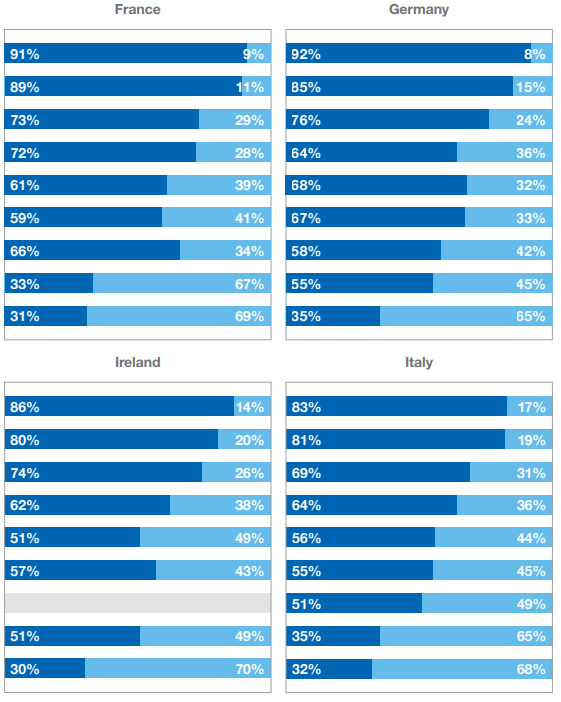 France Germany
91% 9% 92% 8%
89% 11% 85% 15%
73% 29% 76% 24%
72% 28% 64% 36%
61% 39% 68% 32%
59% 41% 67% 33%
66% 34% 58% 42%
33% 67% 55% 45%
31% 69% 35% 65%
Ireland Italy
86% 14% 83% 17%
80% 20% 81% 19%
74% 26% 69% 31%
62% 38% 64% 36%
51% 49% 56% 44%
57% 43% 55% 45%
51% 49%
51% 49% 35% 65%
30% 70% 32% 68%